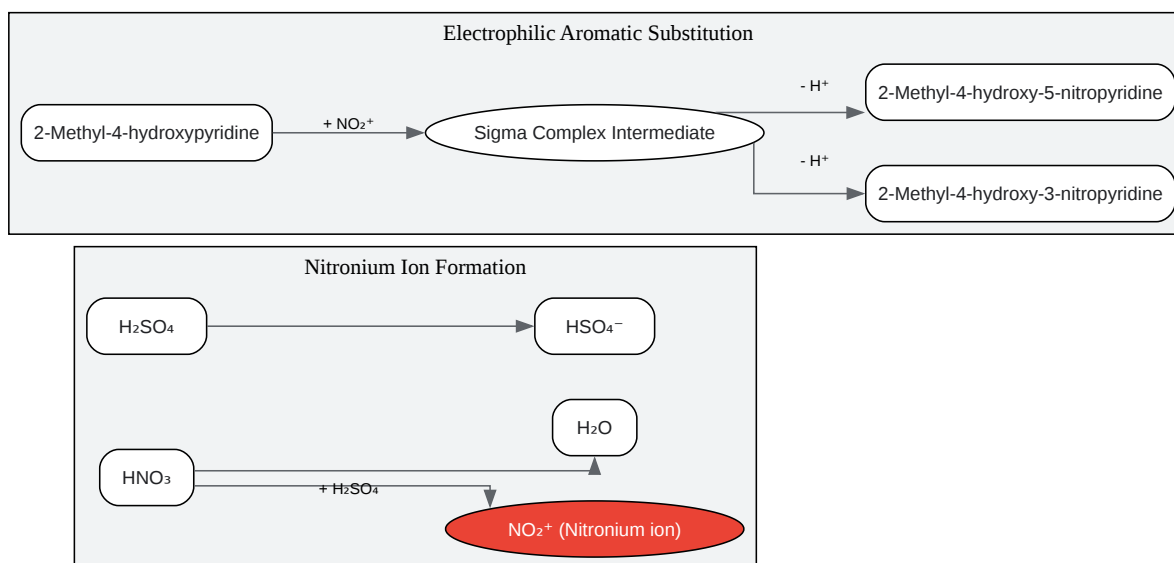 Electrophilic Aromatic Substitution
2-Methyl-4-hydroxypyridine
+ NO₂⁺
Sigma Complex Intermediate
- H⁺
2-Methyl-4-hydroxy-5-nitropyridine
- H⁺
2-Methyl-4-hydroxy-3-nitropyridine
Nitronium Ion Formation
H₂SO₄
HSO₄⁻
H₂O
HNO₃
+ H₂SO₄
NO₂⁺ (Nitronium ion)